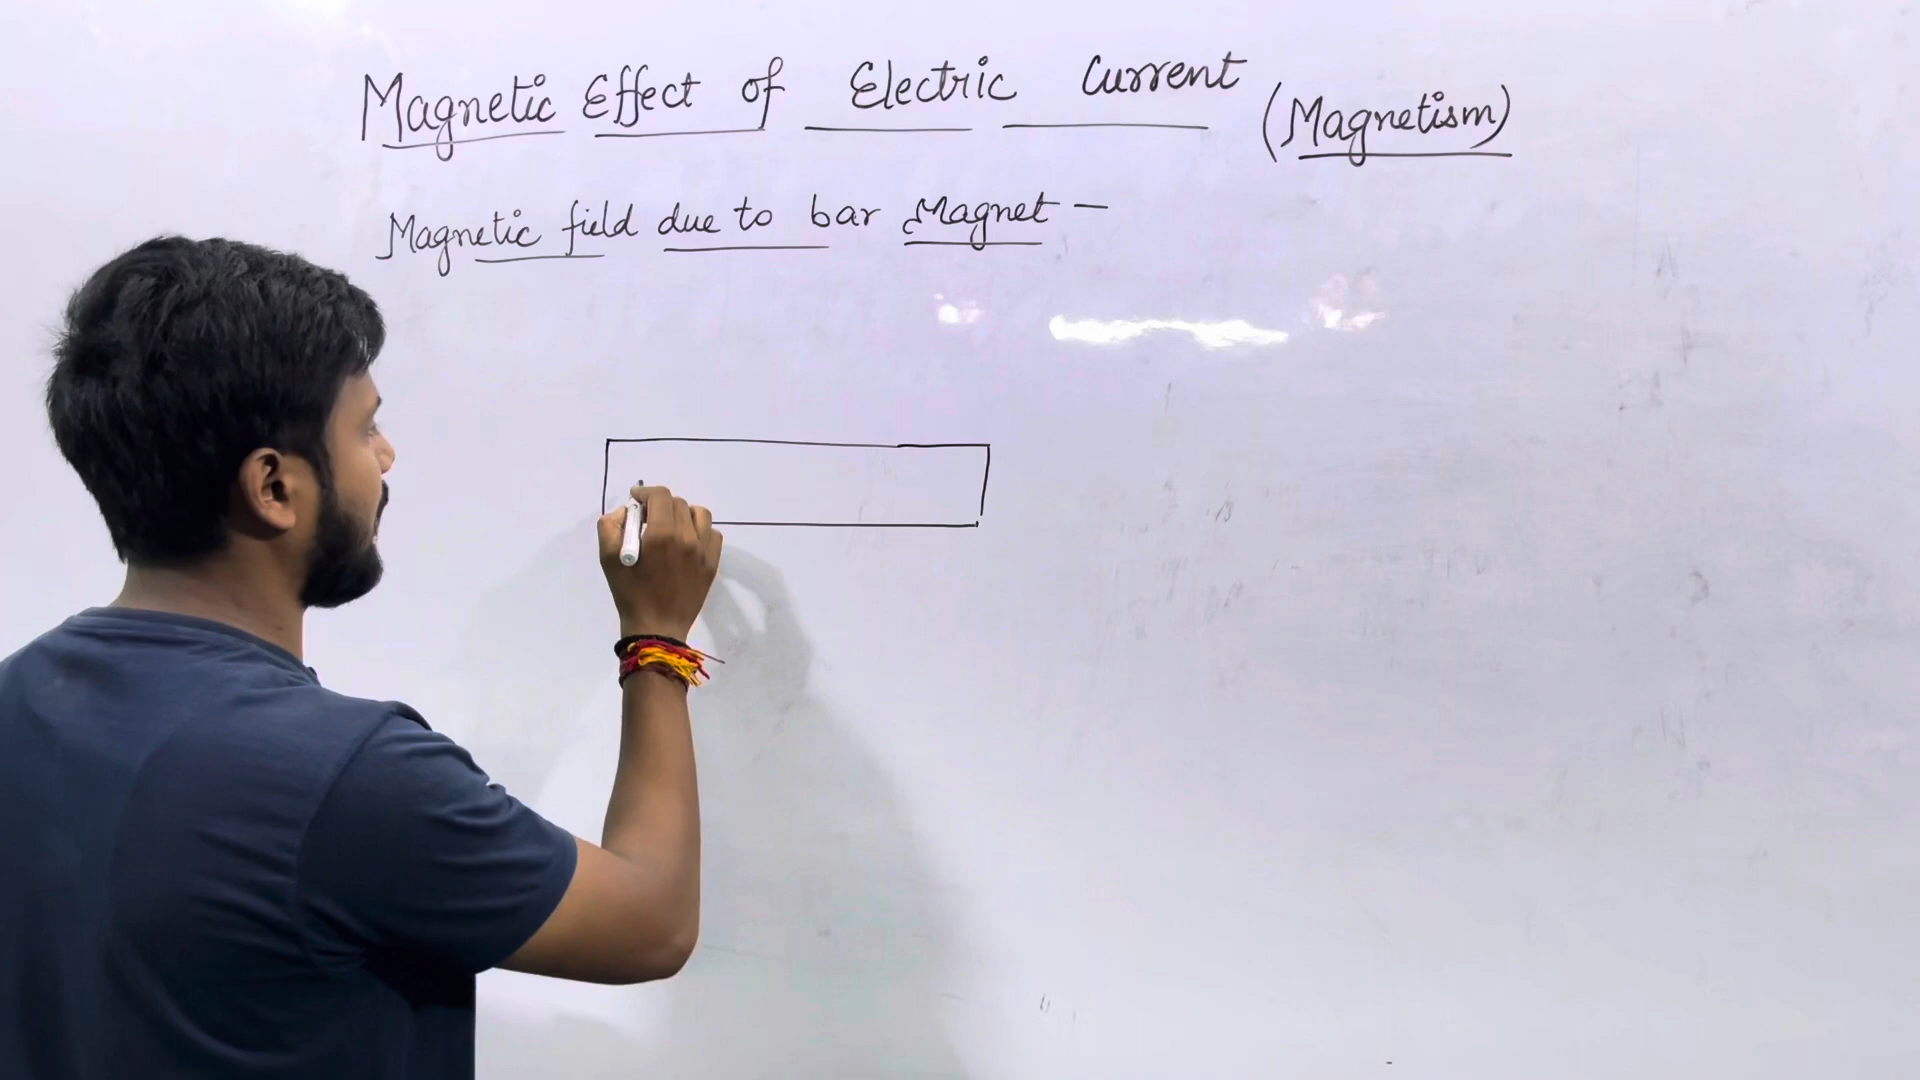 Magnetic Effect of Electric Current (Magnetism)
Magnetic field due to bar Magnet –